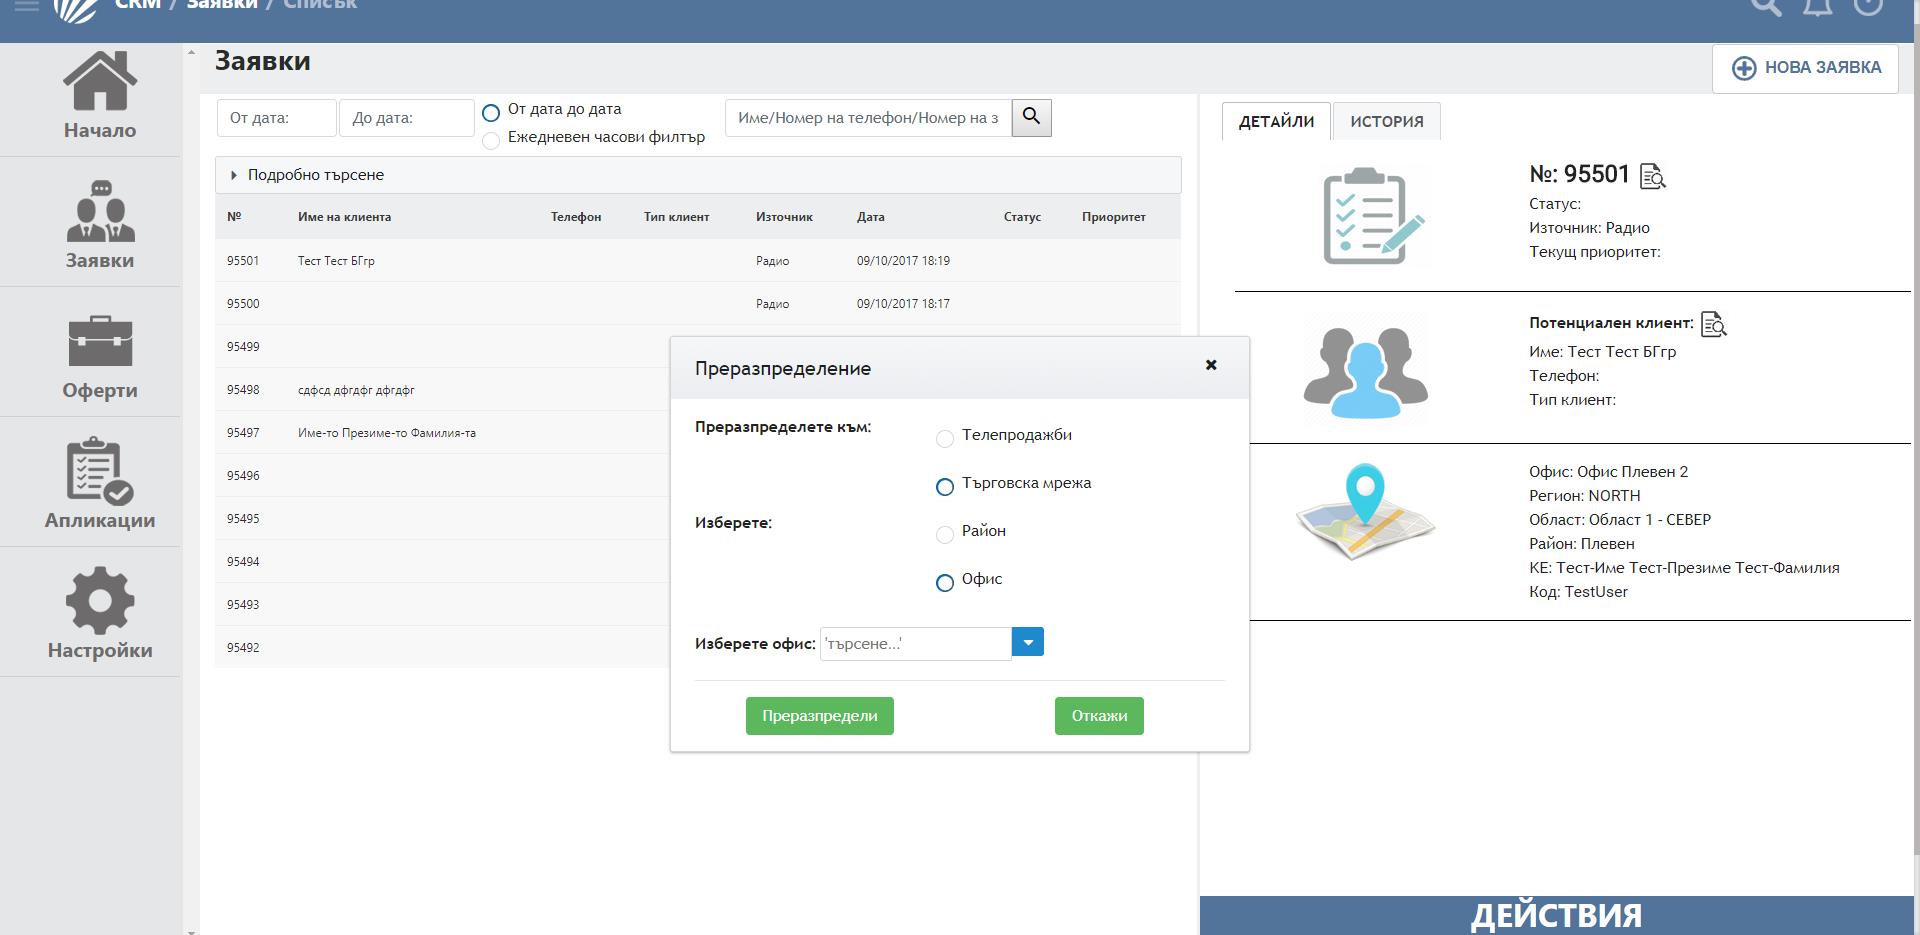 CRM / Заявки / Списък
Начало
Заявки
Оферти
Апликации
Настройки
Заявки
НОВА ЗАЯВКА
От дата:
До дата:
От дата до дата
Ежедневен часови филтър
Име/Номер на телефон/Номер на з
Подробно търсене
№ Име на клиента Телефон Тип клиент Източник Дата Статус Приоритет
95501 Тест Тест БГгр Радио 09/10/2017 18:19
95500 Радио 09/10/2017 18:17
95499
95498 сдфсд дфгдфг дфгдфг
95497 Име-то Презиме-то Фамилия-та
95496
95495
95494
95493
95492
Преразпределение
Преразпределете към:
Телепродажби
Търговска мрежа
Изберете:
Район
Офис
Изберете офис: 'търсене...'
Преразпредели
Откажи
ДЕТАЙЛИ
ИСТОРИЯ
№: 95501
Статус:
Източник: Радио
Текущ приоритет:
Потенциален клиент:
Име: Тест Тест БГгр
Телефон:
Тип клиент:
Офис: Офис Плевен 2
Регион: NORTH
Област: Област 1 - СЕВЕР
Район: Плевен
КЕ: Тест-Име Тест-Презиме Тест-Фамилия
Код: TestUser
ДЕЙСТВИЯ